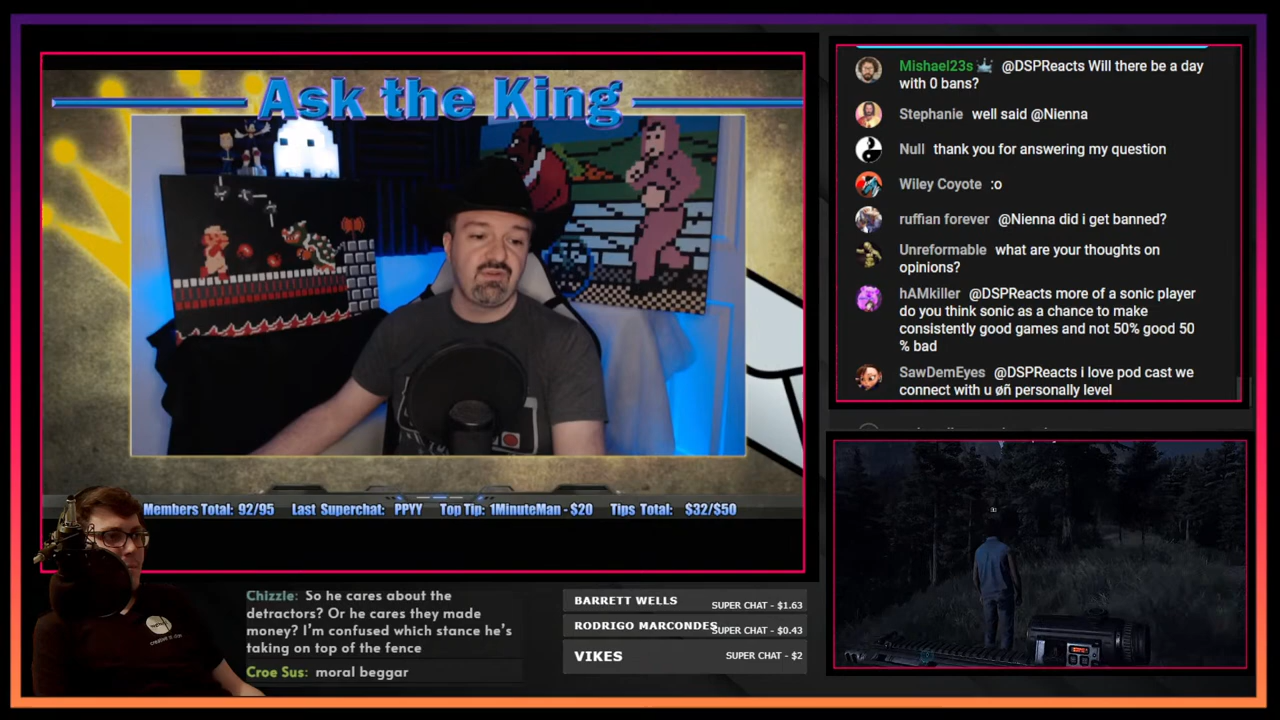 Ask the King
Members Total: 92/95 Last Superchat: PPYY Top Tip: 1MinuteMan - $20 Tips Total: $32/$50
Mishael23s @DSPReacts Will there be a day
with 0 bans?
Stephanie well said @Nienna
Null thank you for answering my question
Wiley Coyote :o
ruffian forever @Nienna did i get banned?
Unreformable what are your thoughts on
opinions?
hAMkiller @DSPReacts more of a sonic player
do you think sonic as a chance to make
consistently good games and not 50% good 50
% bad
SawDemEyes @DSPReacts i love pod cast we
connect with u øñ personally level
Chizzle: So he cares about the
detractors? Or he cares they made
money? I'm confused which stance he's
taking on top of the fence
Croe Sus: moral beggar
BARRETT WELLS SUPER CHAT - $1.63
RODRIGO MARCONDES SUPER CHAT - $0.43
VIKES SUPER CHAT - $2